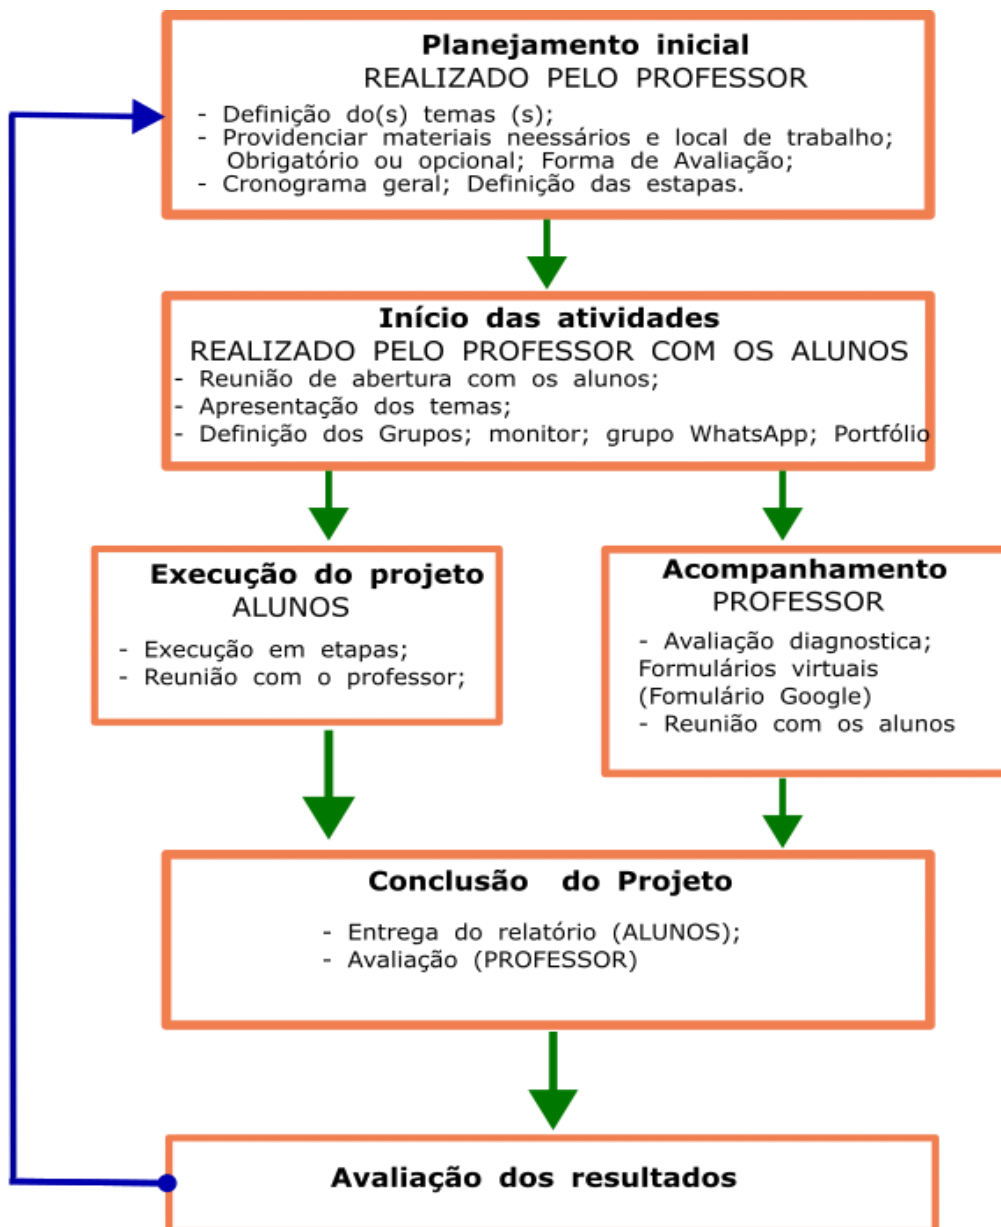 Planejamento inicial
REALIZADO PELO PROFESSOR
- Definição do(s) temas (s);
- Providenciar materiais neessários e local de trabalho;
Obrigatório ou opcional; Forma de Avaliação;
- Cronograma geral; Definição das estapas.
Início das atividades
REALIZADO PELO PROFESSOR COM OS ALUNOS
- Reunião de abertura com os alunos;
- Apresentação dos temas;
- Definição dos Grupos; monitor; grupo WhatsApp; Portfólio
Execução do projeto
ALUNOS
- Execução em etapas;
- Reunião com o professor;
Acompanhamento
PROFESSOR
- Avaliação diagnostica;
Formulários virtuais
(Fomulário Google)
- Reunião com os alunos
Conclusão do Projeto
- Entrega do relatório (ALUNOS);
- Avaliação (PROFESSOR)
Avaliação dos resultados